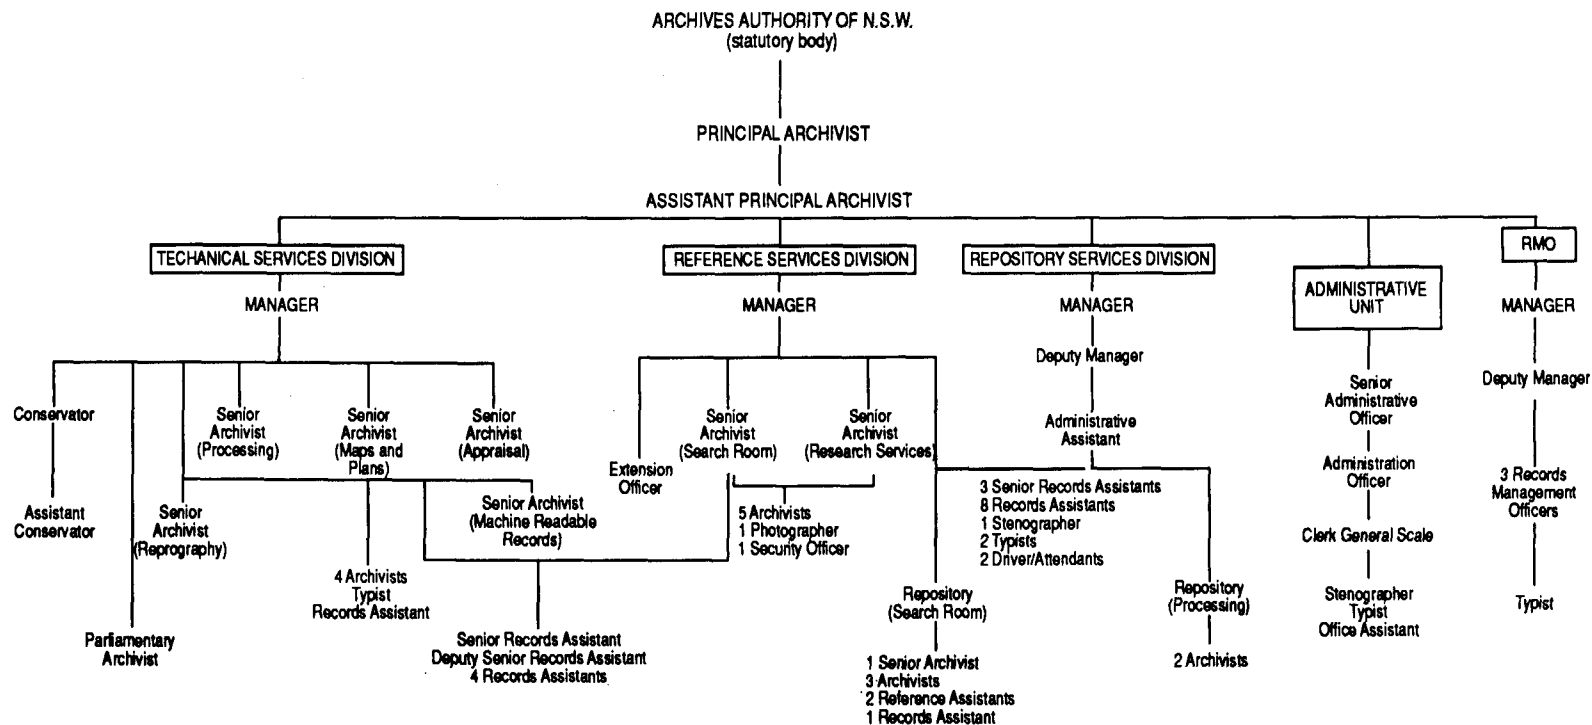 ARCHIVES AUTHORITY OF N.S.W.
(statutory body)
PRINCIPAL ARCHIVIST
ASSISTANT PRINCIPAL ARCHIVIST
TECHANICAL SERVICES DIVISION
MANAGER
Conservator
Assistant
Conservator
Parliamentary
Archivist
Senior
Archivist
(Reprography)
Senior
Archivist
(Processing)
Senior
Archivist
(Maps and
Plans)
Senior
Archivist
(Appraisal)
Senior Archivist
(Machine Readable
Records)
4 Archivists
Typist
Records Assistant
Senior Records Assistant
Deputy Senior Records Assistant
4 Records Assistants
REFERENCE SERVICES DIVISION
MANAGER
Extension
Officer
Senior
Archivist
(Search Room)
Senior
Archivist
(Research Services)
5 Archivists
1 Photographer
1 Security Officer
Repository
(Search Room)
1 Senior Archivist
3 Archivists
2 Reference Assistants
1 Records Assistant
REPOSITORY SERVICES DIVISION
MANAGER
Deputy Manager
Administrative
Assistant
3 Senior Records Assistants
8 Records Assistants
1 Stenographer
2 Typists
2 Driver/Attendants
Repository
(Processing)
2 Archivists
ADMINISTRATIVE
UNIT
Senior
Administrative
Officer
Administration
Officer
Clerk General Scale
Stenographer
Typist
Office Assistant
RMO
MANAGER
Deputy Manager
3 Records
Management
Officers
Typist